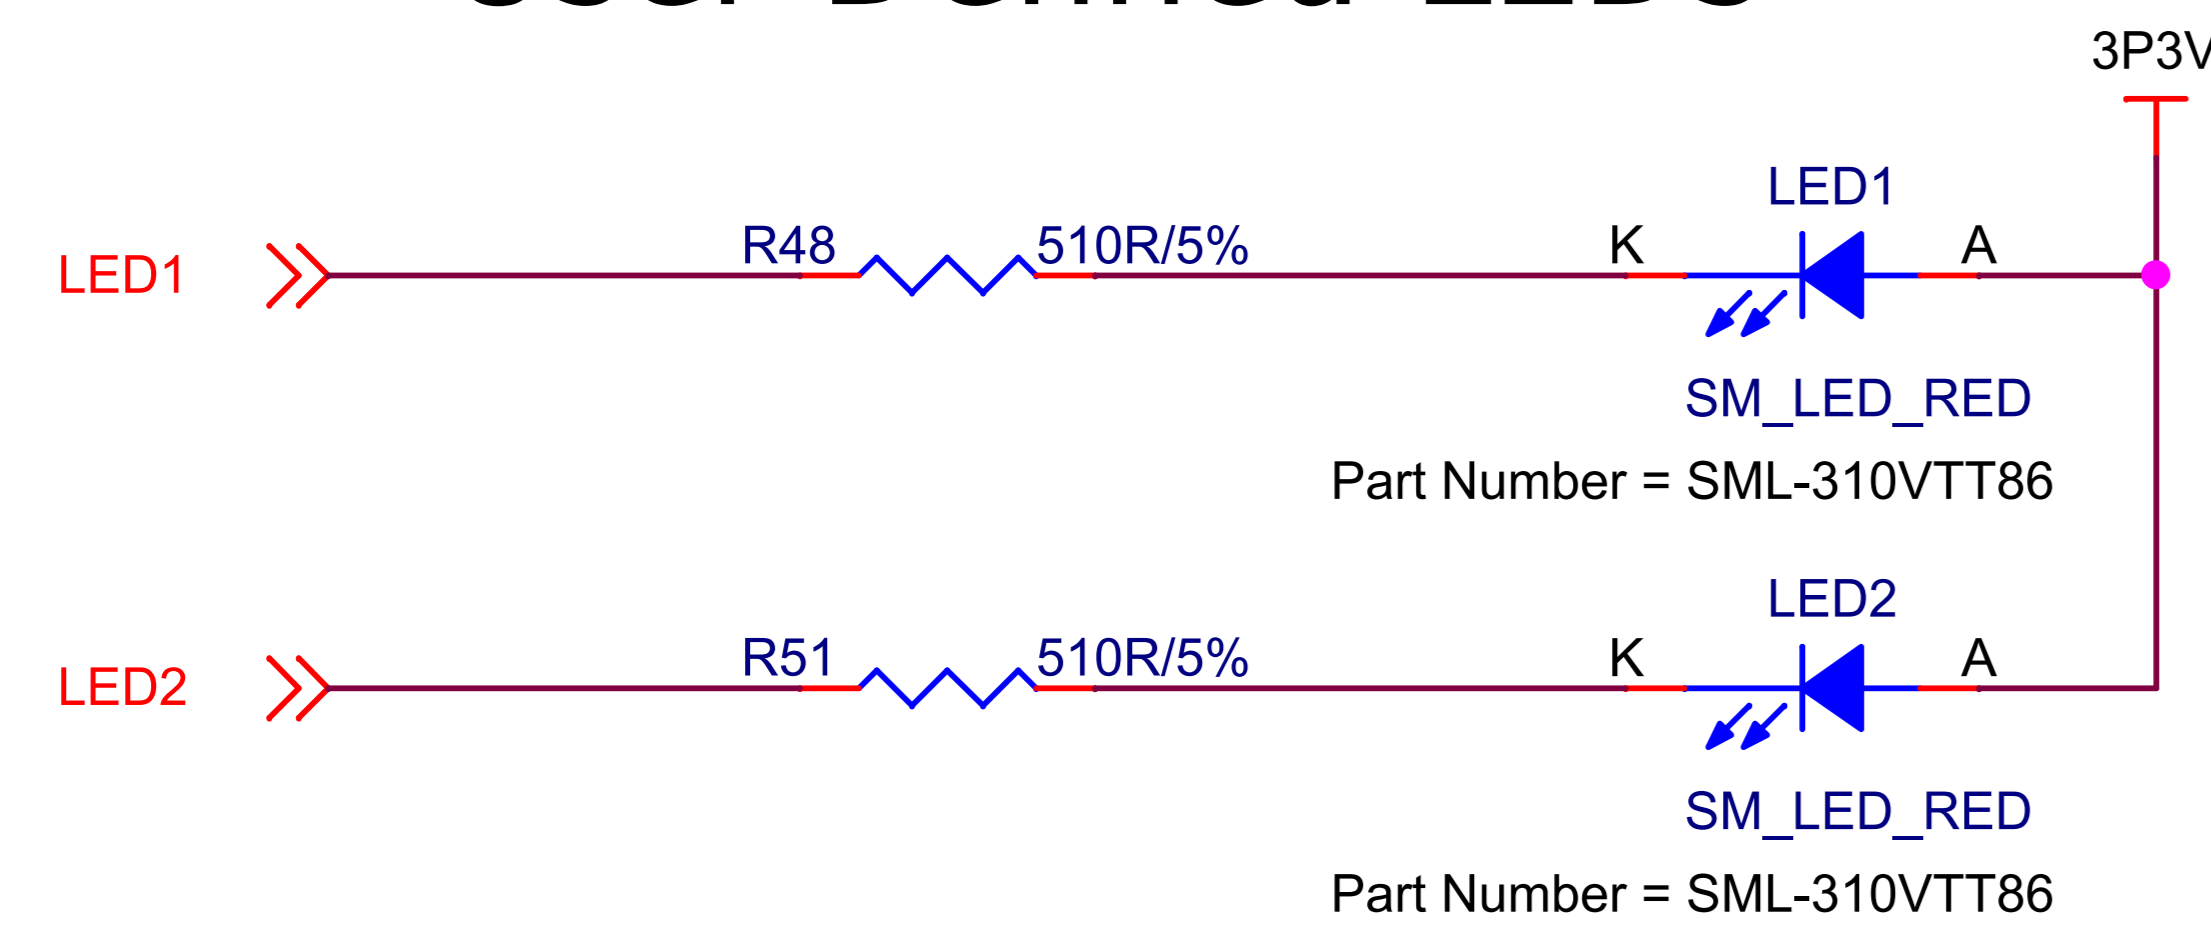 3P3V
LED1
LED1 R48 510R/5% K A
SM_LED_RED
Part Number = SML-310VTT86
LED2
LED2 R51 510R/5% K A
SM_LED_RED
Part Number = SML-310VTT86